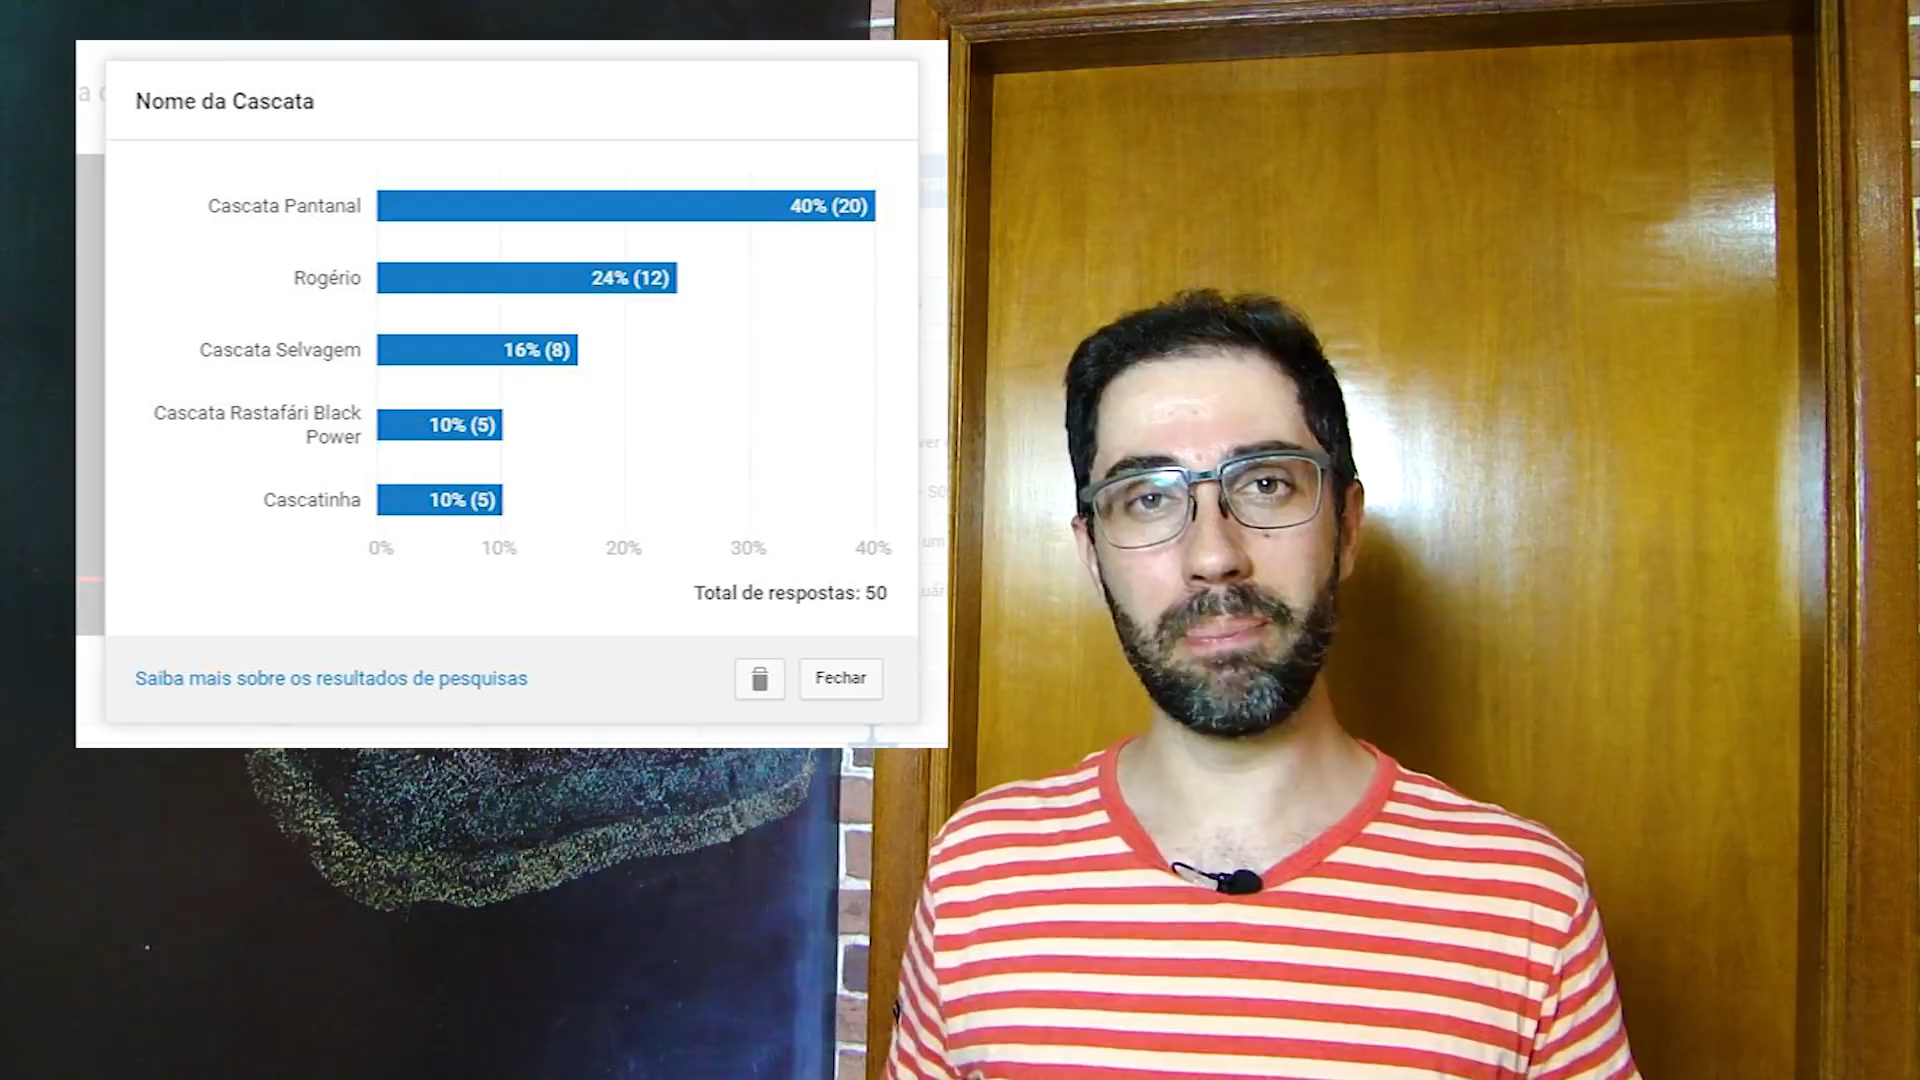 Nome da Cascata
Cascata Pantanal
40% (20)
Rogério
24% (12)
Cascata Selvagem
16% (8)
Cascata Rastafári Black
Power
10% (5)
Cascatinha
10% (5)
0% 10% 20% 30% 40%
Total de respostas: 50
Saiba mais sobre os resultados de pesquisas
Fechar